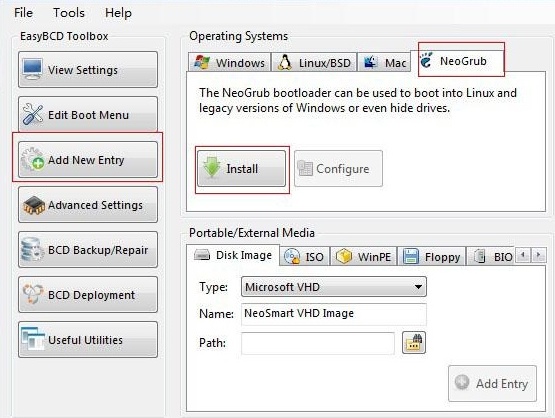 File Tools Help
EasyBCD Toolbox
View Settings
Edit Boot Menu
Add New Entry
Advanced Settings
BCD Backup/Repair
BCD Deployment
Useful Utilities
Operating Systems
Windows Linux/BSD Mac NeoGrub
The NeoGrub bootloader can be used to boot into Linux and
legacy versions of Windows or even hide drives.
Install Configure
Portable/External Media
Disk Image ISO WinPE Floppy BIO
Type: Microsoft VHD
Name: NeoSmart VHD Image
Path:
Add Entry